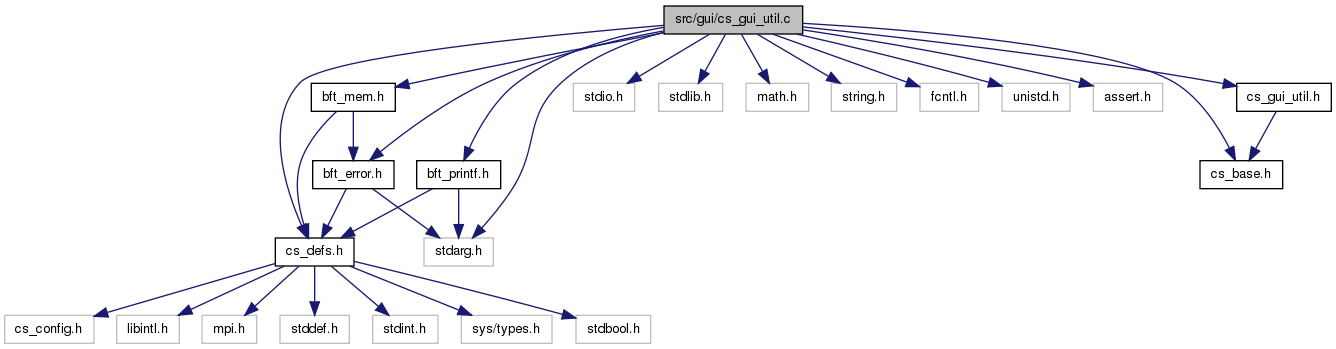 src/gui/cs_gui_util.c
bft_mem.h
stdio.h
stdlib.h
math.h
string.h
fcntl.h
unistd.h
assert.h
cs_gui_util.h
bft_error.h
bft_printf.h
cs_base.h
cs_defs.h
stdarg.h
cs_config.h
libintl.h
mpi.h
stddef.h
stdint.h
sys/types.h
stdbool.h